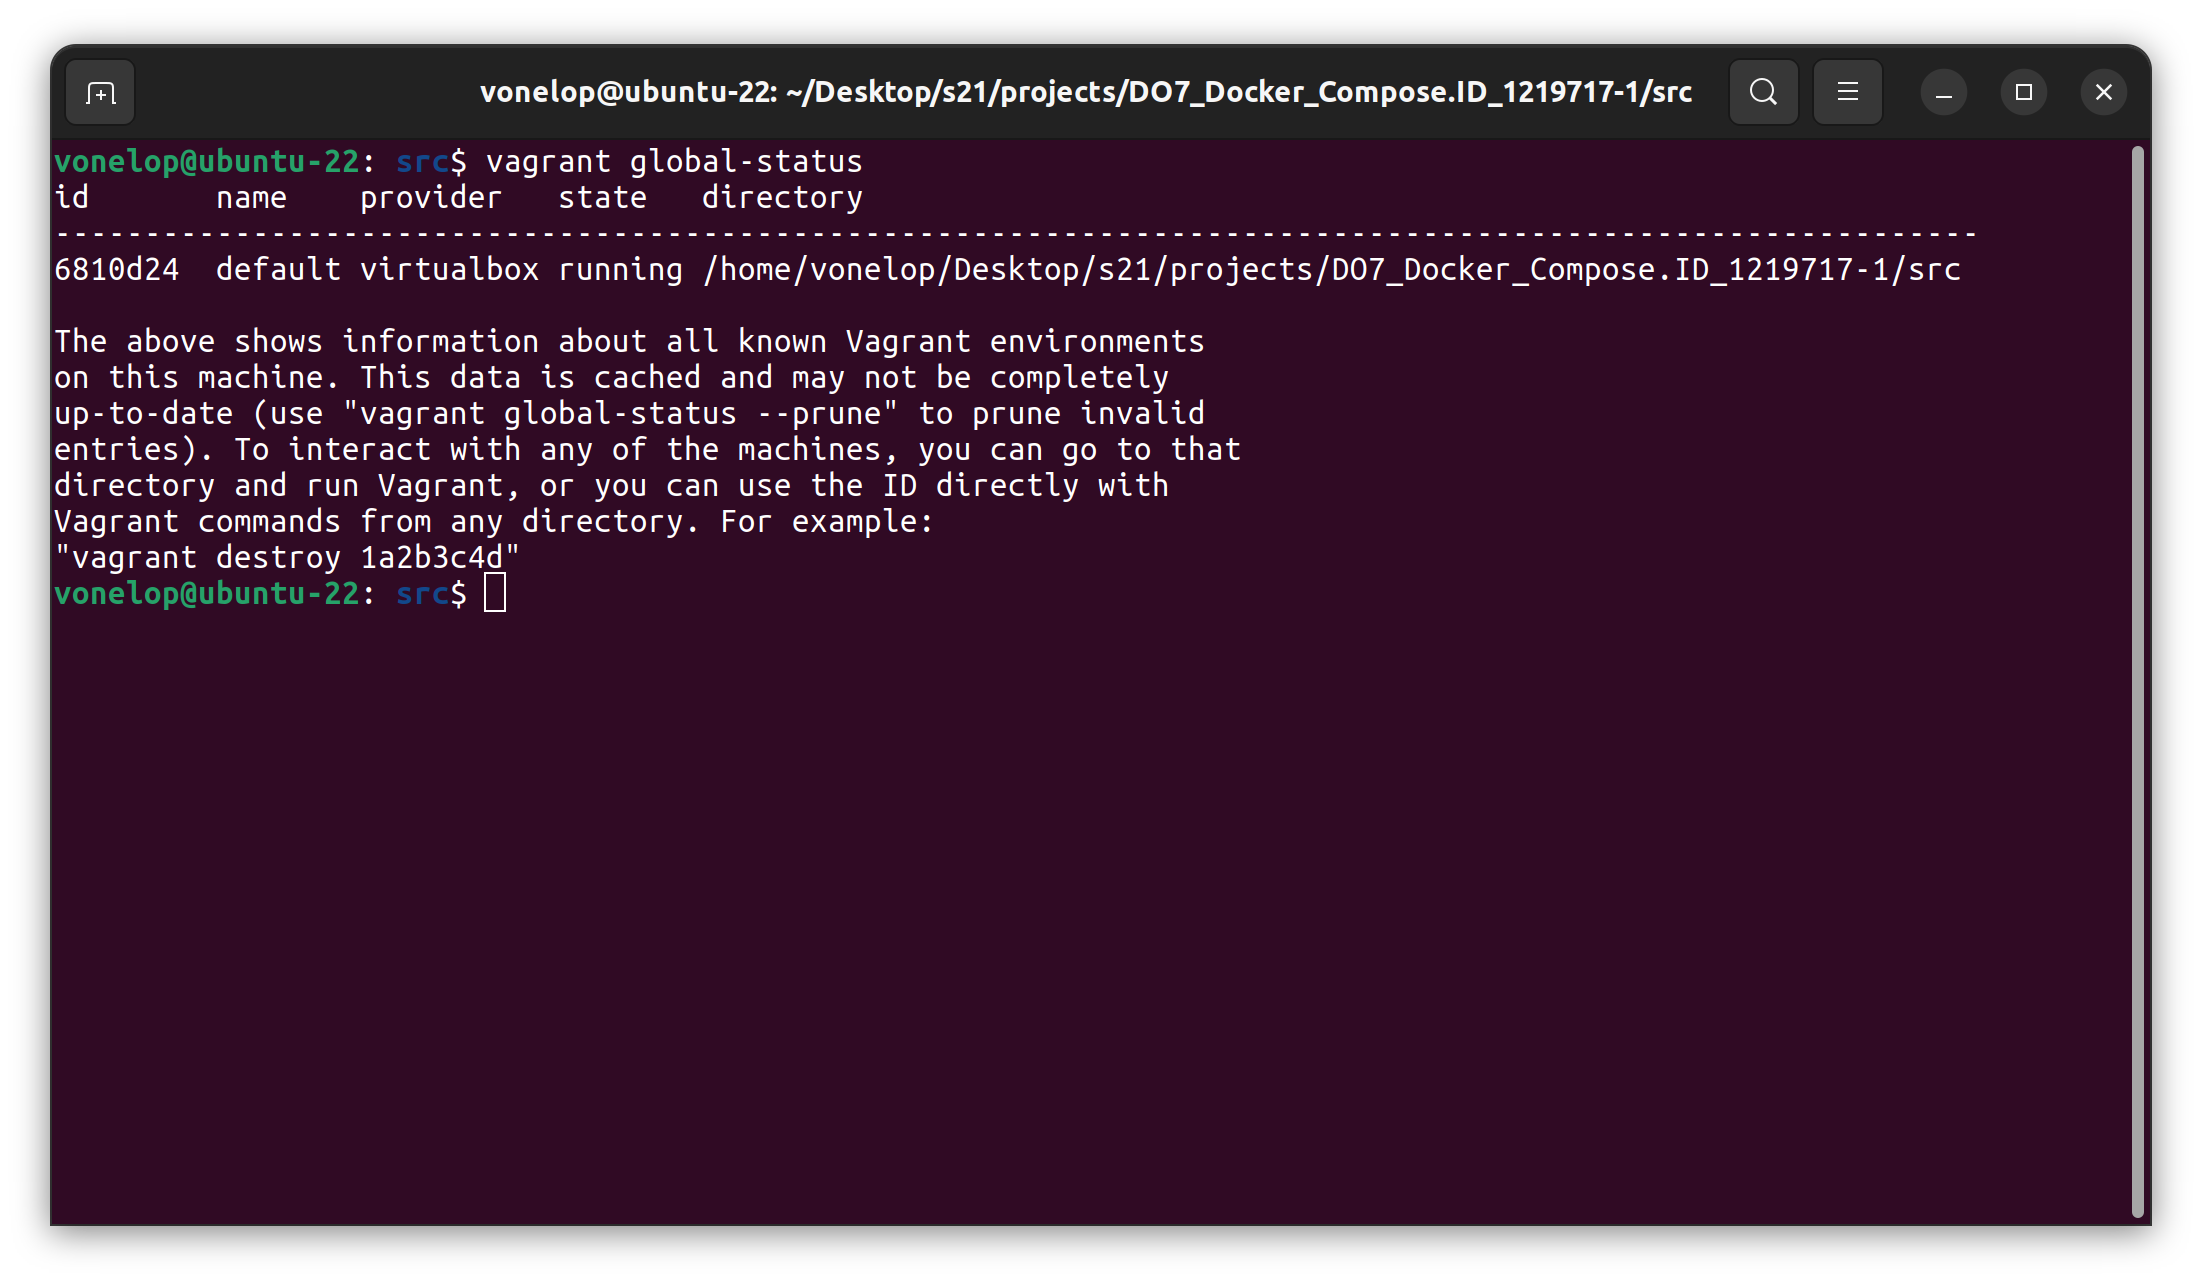 vonelop@ubuntu-22: ~/Desktop/s21/projects/DO7_Docker_Compose.ID_1219717-1/src
vonelop@ubuntu-22: src$ vagrant global-status
id       name    provider   state   directory
-----------------------------------------------------------------------------------------------------------
6810d24  default virtualbox running /home/vonelop/Desktop/s21/projects/DO7_Docker_Compose.ID_1219717-1/src
The above shows information about all known Vagrant environments
on this machine. This data is cached and may not be completely
up-to-date (use "vagrant global-status --prune" to prune invalid
entries). To interact with any of the machines, you can go to that
directory and run Vagrant, or you can use the ID directly with
Vagrant commands from any directory. For example:
"vagrant destroy 1a2b3c4d"
vonelop@ubuntu-22: src$